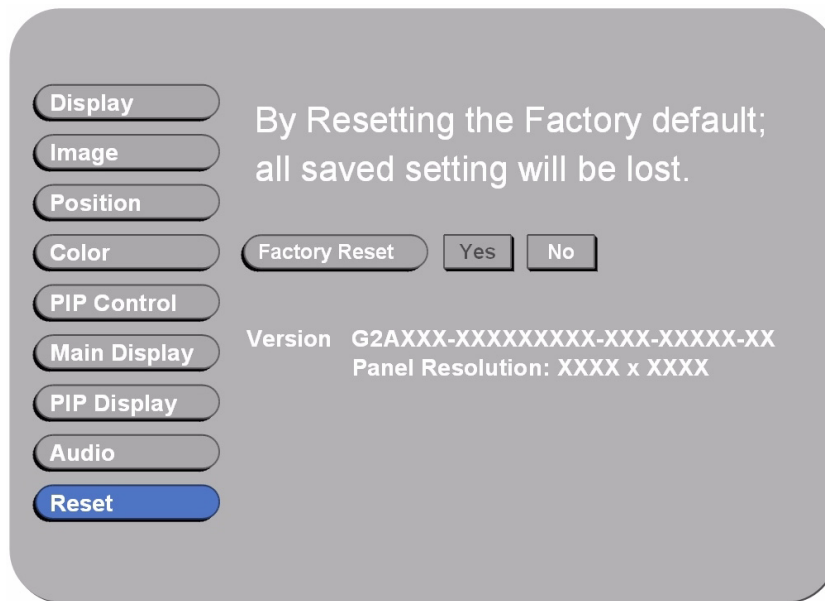 Display
Image
Position
Color
PIP Control
Main Display
PIP Display
Audio
Reset
By Resetting the Factory default;
all saved setting will be lost.
Factory Reset Yes No
Version G2AXXX-XXXXXXXXX-XXX-XXXXX-XX
Panel Resolution: XXXX x XXXX